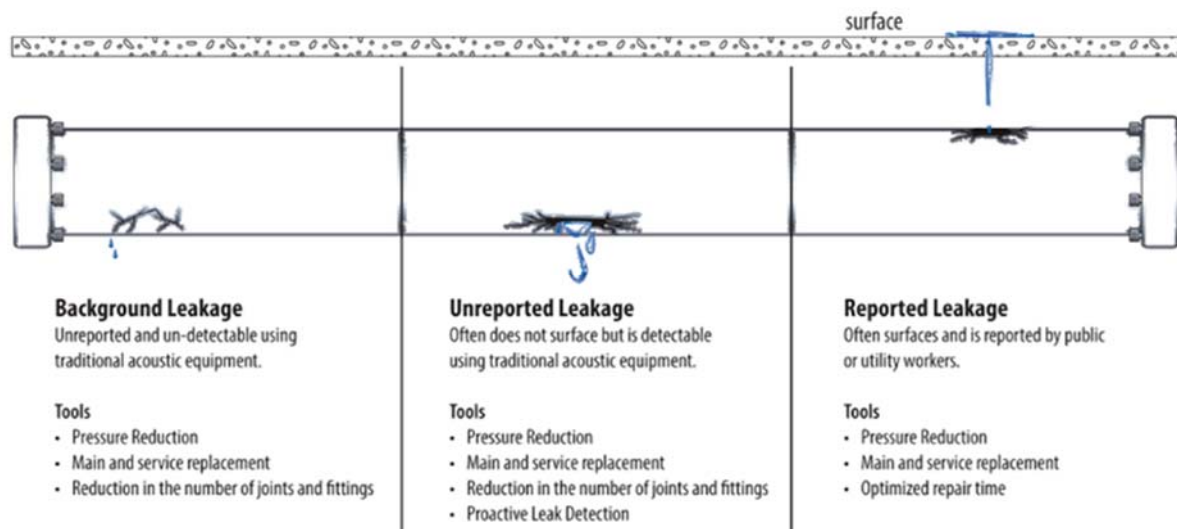 surface
Background Leakage
Unreported and un-detectable using
traditional acoustic equipment.
Tools
• Pressure Reduction
• Main and service replacement
• Reduction in the number of joints and fittings
Unreported Leakage
Often does not surface but is detectable
using traditional acoustic equipment.
Tools
• Pressure Reduction
• Main and service replacement
• Reduction in the number of joints and fittings
• Proactive Leak Detection
Reported Leakage
Often surfaces and is reported by public
or utility workers.
Tools
• Pressure Reduction
• Main and service replacement
• Optimized repair time